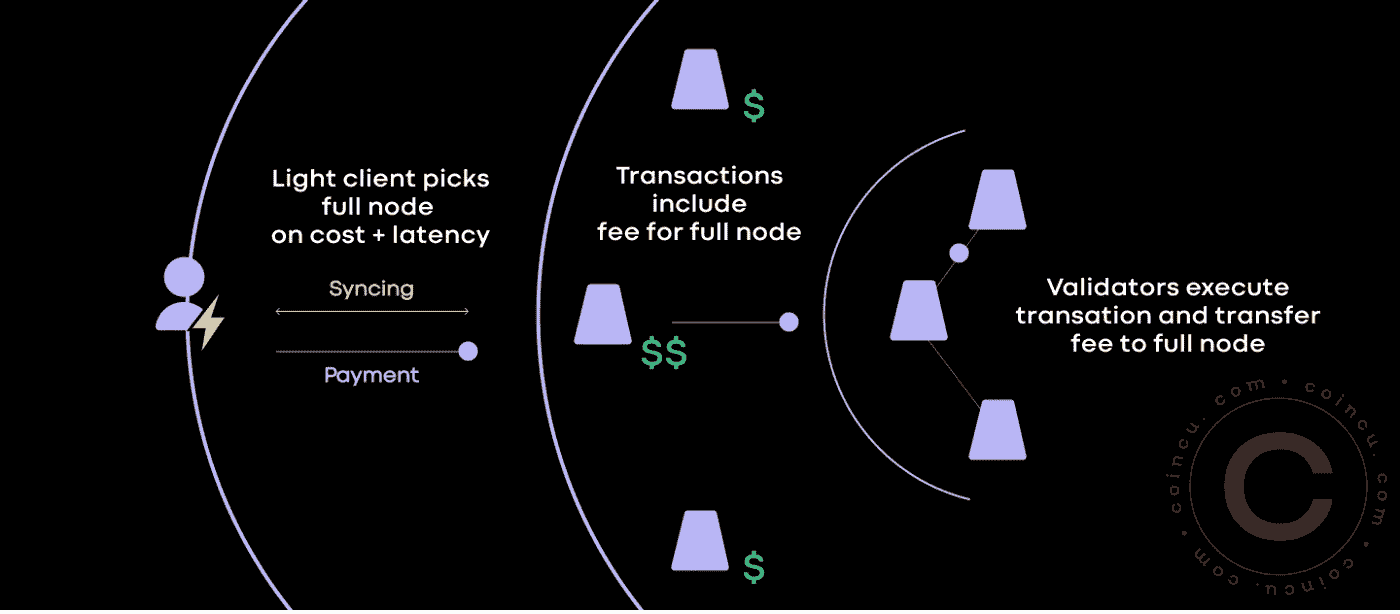 Light client picks
full node
on cost + latency
Syncing
Payment
$
Transactions
include
fee for full node
$$
$
Validators execute
transation and transfer
fee to full node
coincu.com • coincu.com • coincu.com •
C